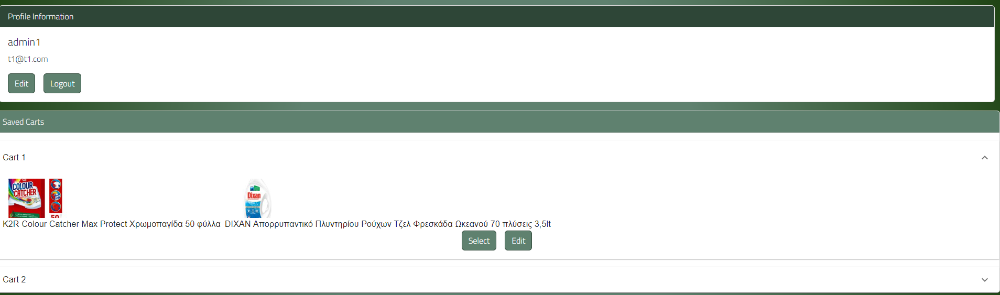 Profile Information
admin1
t1@t1.com
Edit Logout
Saved Carts
Cart 1
COLOUR
CATCHER
50
Dixan
K2R Colour Catcher Max Protect Χρωμοπαγίδα 50 φύλλα DIXAN Απορρυπαντικό Πλυντηρίου Ρούχων Τζελ Φρεσκάδα Ωκεανού 70 πλύσεις 3,5lt
Select Edit
Cart 2